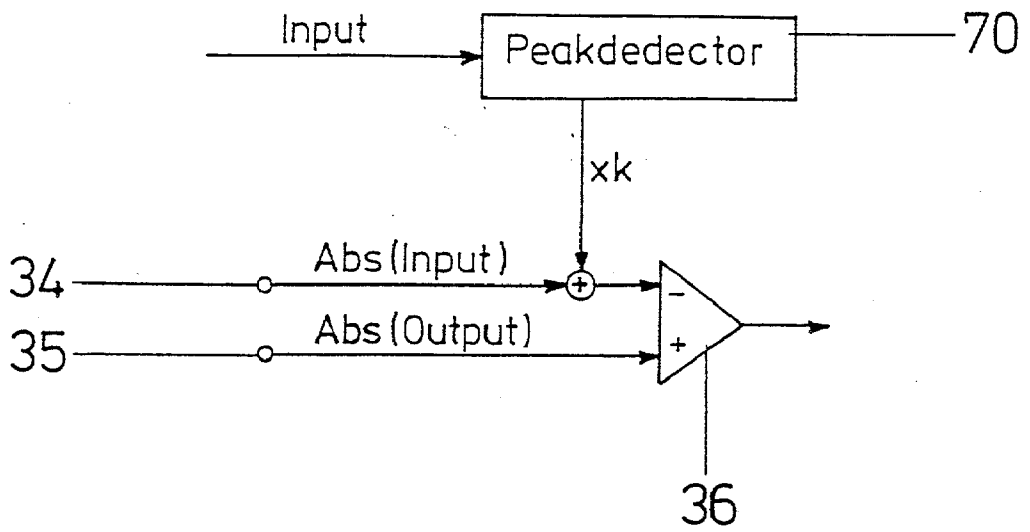 Input
Peakdedector
70
xk
34
Abs(Input)
+
-
35
Abs(Output)
+
36